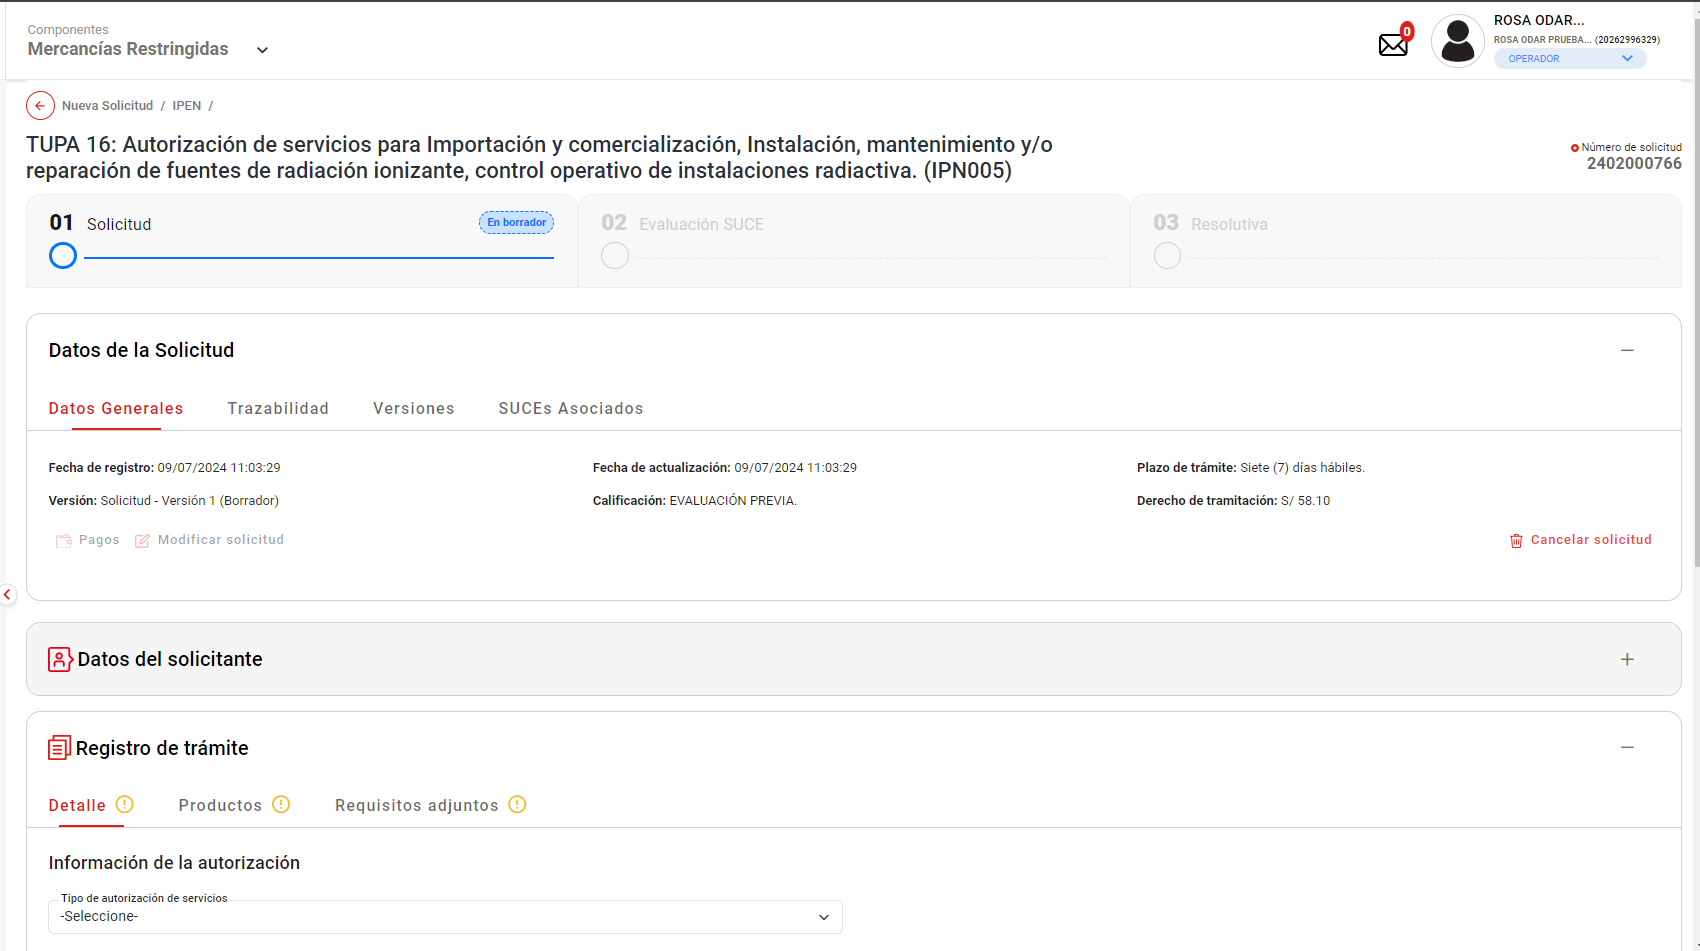 Componentes
Mercancías Restringidas
0
ROSA ODAR...
ROSA ODAR PRUEBA... (20262996329)
OPERADOR
Nueva Solicitud / IPEN /
TUPA 16: Autorización de servicios para Importación y comercialización, Instalación, mantenimiento y/o
reparación de fuentes de radiación ionizante, control operativo de instalaciones radiactiva. (IPN005)
Número de solicitud
2402000766
01 Solicitud En borrador
02 Evaluación SUCE
03 Resolutiva
Datos de la Solicitud
Datos Generales Trazabilidad Versiones SUCEs Asociados
Fecha de registro: 09/07/2024 11:03:29 Fecha de actualización: 09/07/2024 11:03:29 Plazo de trámite: Siete (7) días hábiles.
Versión: Solicitud - Versión 1 (Borrador) Calificación: EVALUACIÓN PREVIA. Derecho de tramitación: S/ 58.10
Pagos Modificar solicitud Cancelar solicitud
Datos del solicitante
Registro de trámite
Detalle Productos Requisitos adjuntos
Información de la autorización
Tipo de autorización de servicios
-Seleccione-